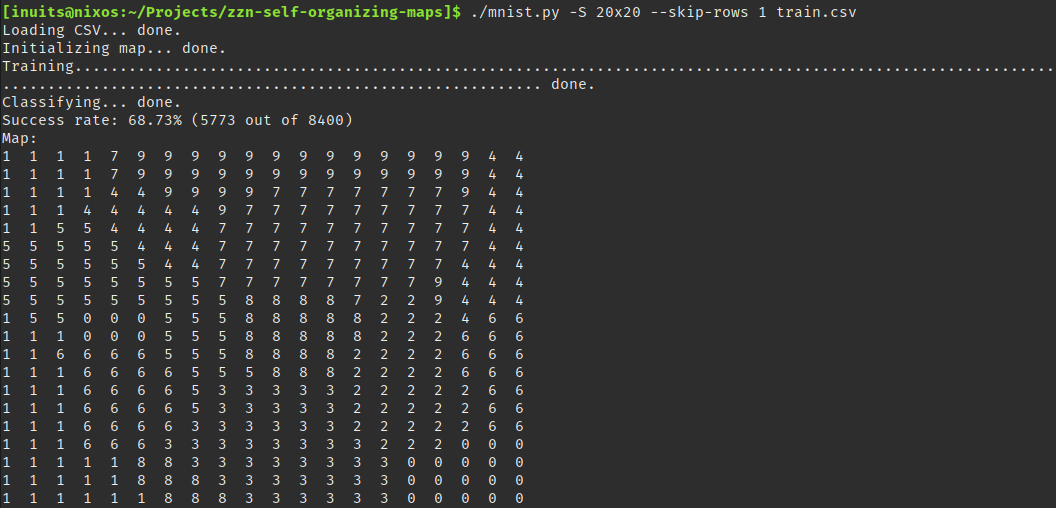 [inuits@nixos:~/Projects/zzn-self-organizing-maps]$ ./mnist.py -S 20x20 --skip-rows 1 train.csv
Loading CSV... done.
Initializing map... done.
Training.............................................................................................................
............................................................ done.
Classifying... done.
Success rate: 68.73% (5773 out of 8400)
Map:
1  1  1  1  7  9  9  9  9  9  9  9  9  9  9  9  9  9  4  4
1  1  1  1  7  9  9  9  9  9  9  9  9  9  9  9  9  9  4  4
1  1  1  1  4  4  9  9  9  9  7  7  7  7  7  7  7  9  4  4
1  1  1  4  4  4  4  4  9  7  7  7  7  7  7  7  7  7  4  4
1  1  5  5  4  4  4  4  7  7  7  7  7  7  7  7  7  7  4  4
5  5  5  5  5  4  4  4  7  7  7  7  7  7  7  7  7  7  4  4
5  5  5  5  5  5  4  4  7  7  7  7  7  7  7  7  7  4  4  4
5  5  5  5  5  5  5  5  7  7  7  7  7  7  7  7  9  4  4  4
5  5  5  5  5  5  5  5  5  8  8  8  8  7  2  2  9  4  4  4
1  5  5  0  0  0  5  5  5  8  8  8  8  8  2  2  2  4  6  6
1  1  1  0  0  0  5  5  5  8  8  8  8  8  2  2  2  6  6  6
1  1  6  6  6  6  5  5  5  8  8  8  8  2  2  2  2  6  6  6
1  1  1  6  6  6  6  5  5  5  8  8  8  2  2  2  2  6  6  6
1  1  1  6  6  6  6  5  3  3  3  3  3  2  2  2  2  2  6  6
1  1  1  6  6  6  6  5  3  3  3  3  3  2  2  2  2  2  6  6
1  1  1  6  6  6  6  3  3  3  3  3  3  2  2  2  2  2  6  6
1  1  1  6  6  6  3  3  3  3  3  3  3  3  2  2  2  0  0  0
1  1  1  1  1  8  8  3  3  3  3  3  3  3  3  0  0  0  0  0
1  1  1  1  1  8  8  8  3  3  3  3  3  3  3  0  0  0  0  0
1  1  1  1  1  1  8  8  8  3  3  3  3  3  3  0  0  0  0  0